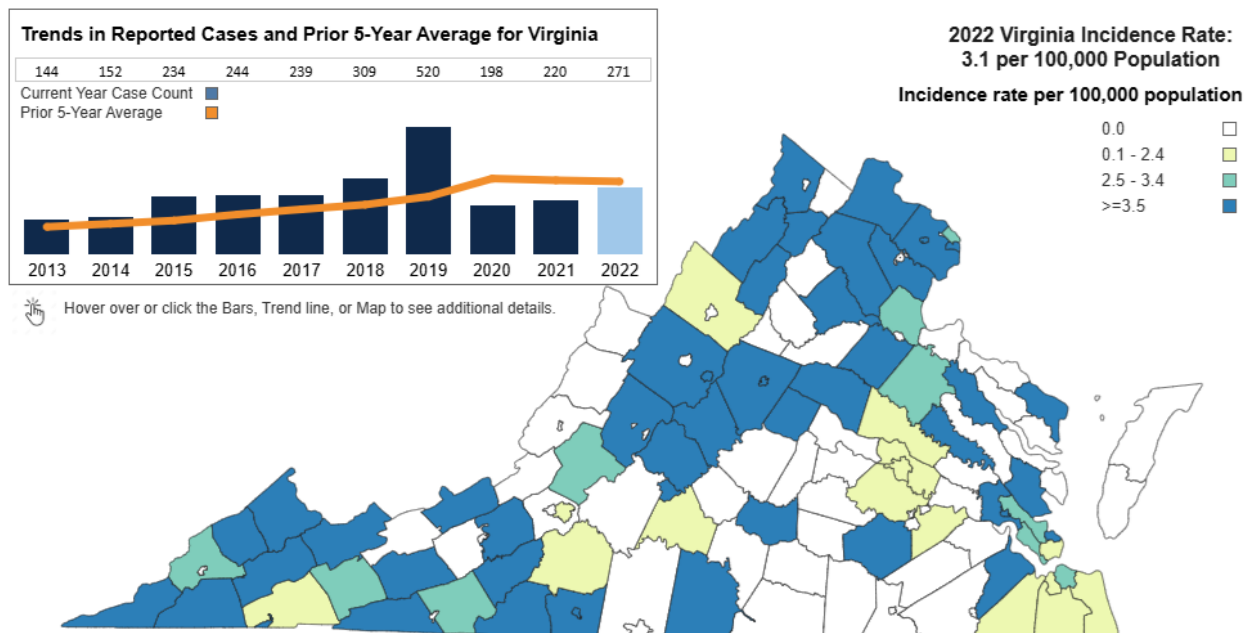 Trends in Reported Cases and Prior 5-Year Average for Virginia
144 152 234 244 239 309 520 198 220 271
Current Year Case Count
Prior 5-Year Average
2013 2014 2015 2016 2017 2018 2019 2020 2021 2022
Hover over or click the Bars, Trend line, or Map to see additional details.
2022 Virginia Incidence Rate:
3.1 per 100,000 Population
Incidence rate per 100,000 population
0.0
0.1 - 2.4
2.5 - 3.4
>=3.5